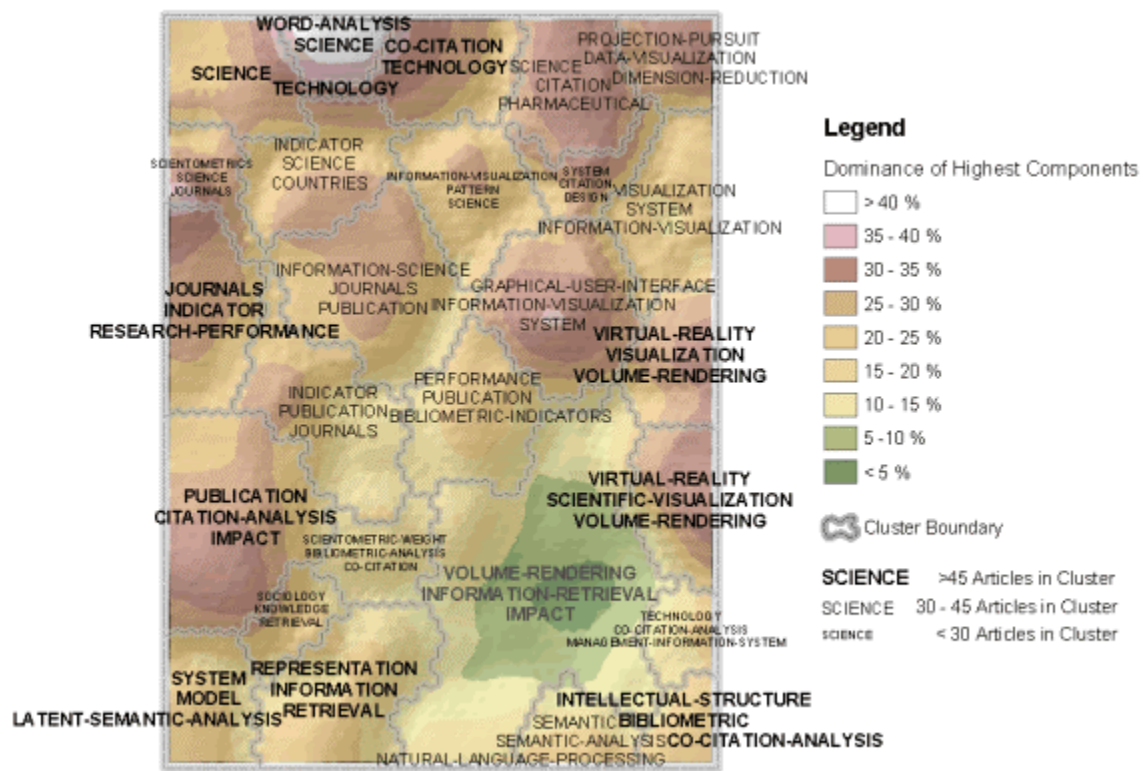 WORD-ANALYSIS
SCIENCE
CO-CITATION
TECHNOLOGY
SCIENCE
TECHNOLOGY
SCIENCE
CITATION
PHARMACEUTICAL
PROJECTION-PURSUIT
DATA-VISUALIZATION
DIMENSION-REDUCTION
SCIENTOMETRICS
SCIENCE
JOURNALS
INDICATOR
SCIENCE
COUNTRIES
INFORMATION-VISUALIZATION
PATTERN
SCIENCE
SYSTEM
CITATION
DESIGN
VISUALIZATION
SYSTEM
INFORMATION-VISUALIZATION
JOURNALS
INDICATOR
RESEARCH-PERFORMANCE
INFORMATION-SCIENCE
JOURNALS
PUBLICATION
GRAPHICAL-USER-INTERFACE
INFORMATION-VISUALIZATION
SYSTEM
VIRTUAL-REALITY
VISUALIZATION
VOLUME-RENDERING
INDICATOR
PUBLICATION
JOURNALS
PERFORMANCE
PUBLICATION
BIBLIOMETRIC-INDICATORS
PUBLICATION
CITATION-ANALYSIS
IMPACT
VIRTUAL-REALITY
SCIENTIFIC-VISUALIZATION
VOLUME-RENDERING
SCIENTOMETRIC-WEIGHT
BIBLIOMETRIC-ANALYSIS
CO-CITATION
VOLUME-RENDERING
INFORMATION-RETRIEVAL
IMPACT
SOCIOLOGY
KNOWLEDGE
RETRIEVAL
TECHNOLOGY
CO-CITATION-ANALYSIS
MANAGEMENT-INFORMATION-SYSTEM
SYSTEM
MODEL
LATENT-SEMANTIC-ANALYSIS
REPRESENTATION
INFORMATION
RETRIEVAL
INTELLECTUAL-STRUCTURE
BIBLIOMETRIC
CO-CITATION-ANALYSIS
SEMANTIC
SEMANTIC-ANALYSIS
NATURAL-LANGUAGE-PROCESSING
Legend
Dominance of Highest Components
> 40 %
35 - 40 %
30 - 35 %
25 - 30 %
20 - 25 %
15 - 20 %
10 - 15 %
5 -10 %
< 5 %
Cluster Boundary
SCIENCE >45 Articles in Cluster
SCIENCE 30 - 45 Articles in Cluster
SCIENCE < 30 Articles in Cluster